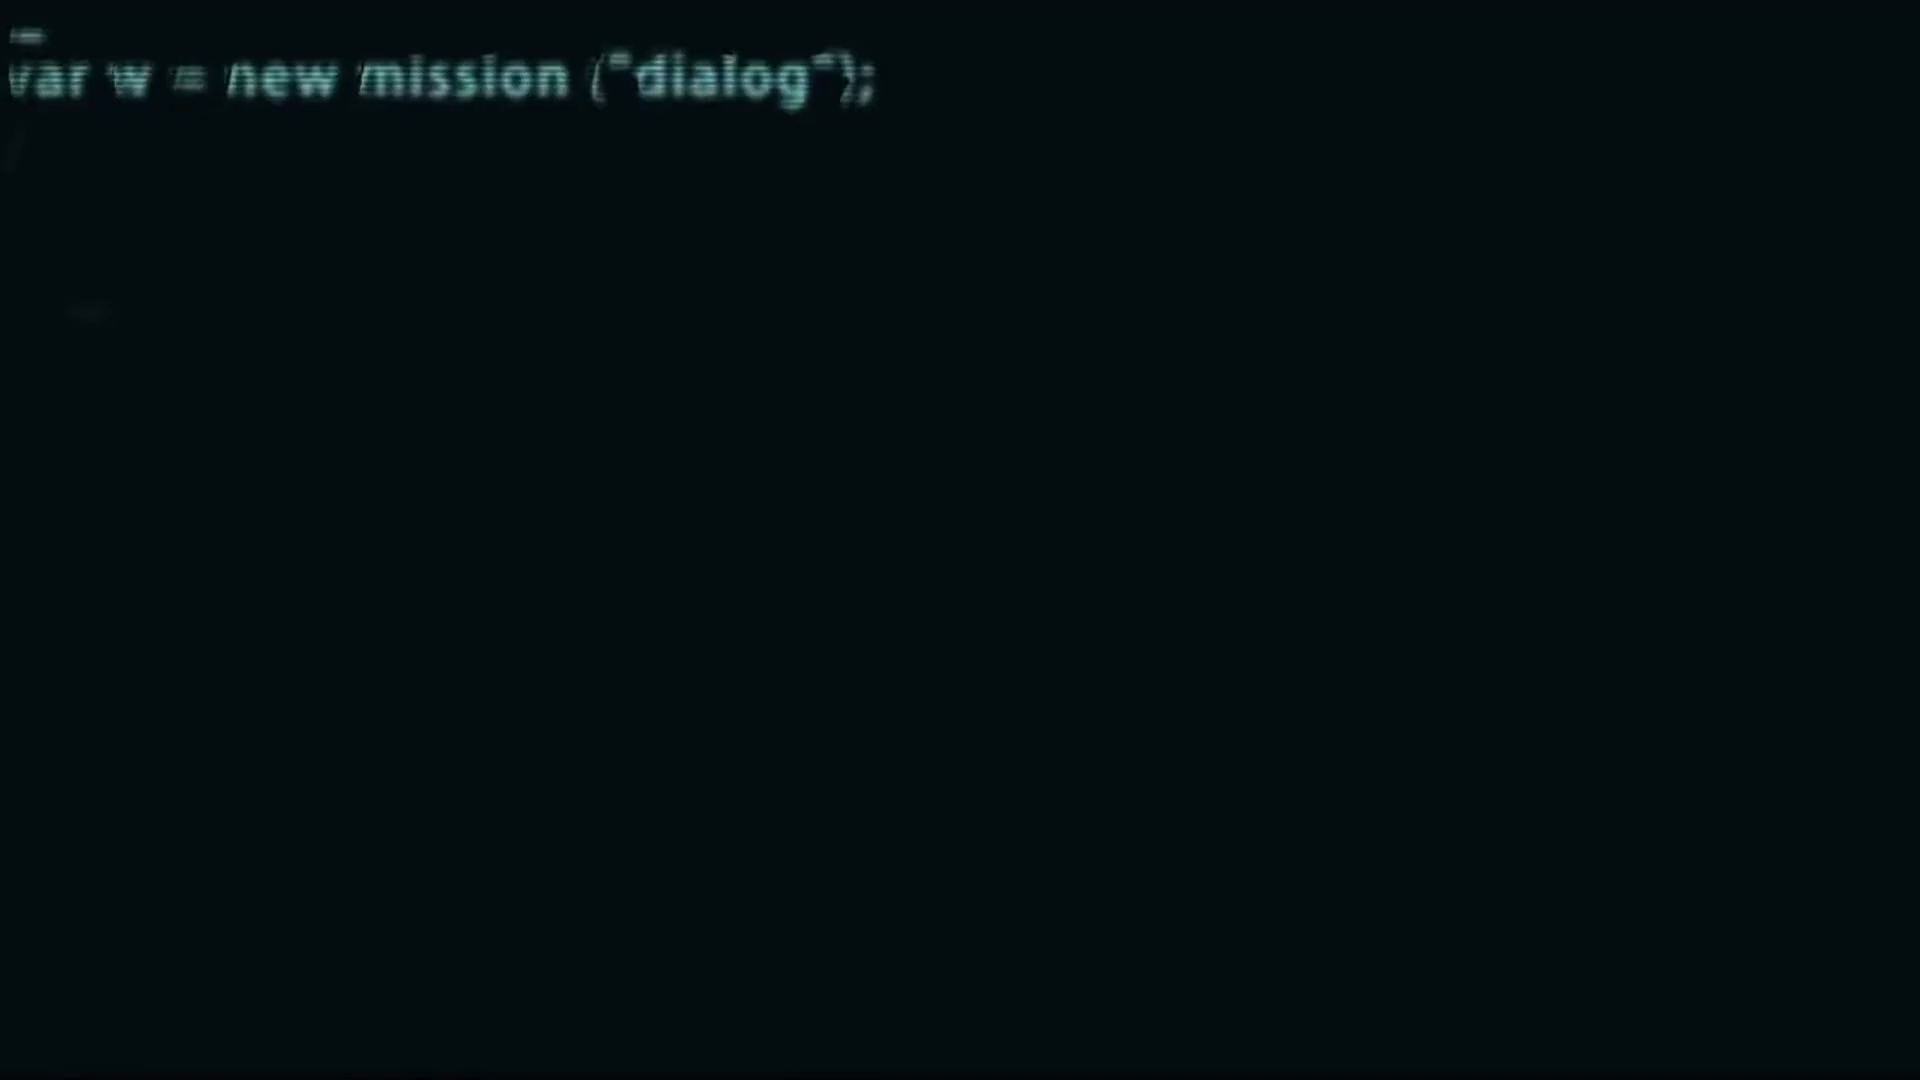 var w = new mission ("dialog");